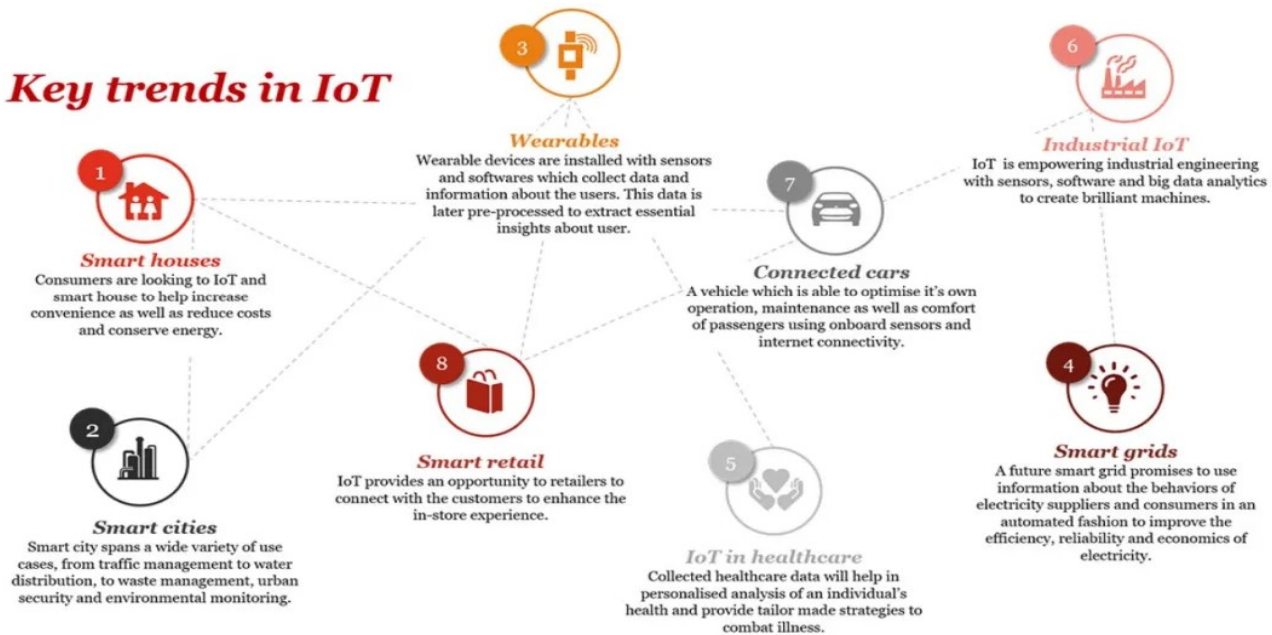 Key trends in IoT
1
Smart houses
Consumers are looking to IoT and
smart house to help increase
convenience as well as reduce costs
and conserve energy.
2
Smart cities
Smart city spans a wide variety of use
cases, from traffic management to water
distribution, to waste management, urban
security and environmental monitoring.
3
Wearables
Wearable devices are installed with sensors
and softwares which collect data and
information about the users. This data is
later pre-processed to extract essential
insights about user.
4
Smart grids
A future smart grid promises to use
information about the behaviors of
electricity suppliers and consumers in an
automated fashion to improve the
efficiency, reliability and economics of
electricity.
5
IoT in healthcare
Collected healthcare data will help in
personalised analysis of an individual's
health and provide tailor made strategies to
combat illness.
6
Industrial IoT
IoT is empowering industrial engineering
with sensors, software and big data analytics
to create brilliant machines.
7
Connected cars
A vehicle which is able to optimise it's own
operation, maintenance as well as comfort
of passengers using onboard sensors and
internet connectivity.
8
Smart retail
IoT provides an opportunity to retailers to
connect with the customers to enhance the
in-store experience.